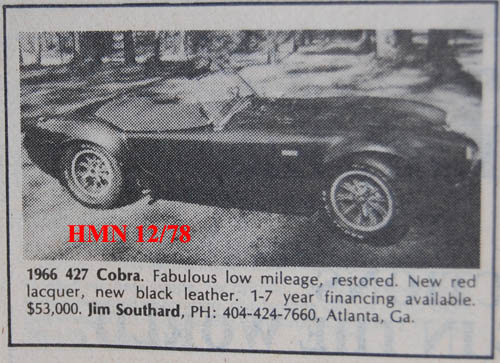 HMN 12/78
1966 427 Cobra. Fabulous low mileage, restored. New red
lacquer, new black leather. 1-7 year financing available.
$53,000. Jim Southard, PH: 404-424-7660, Atlanta, Ga.